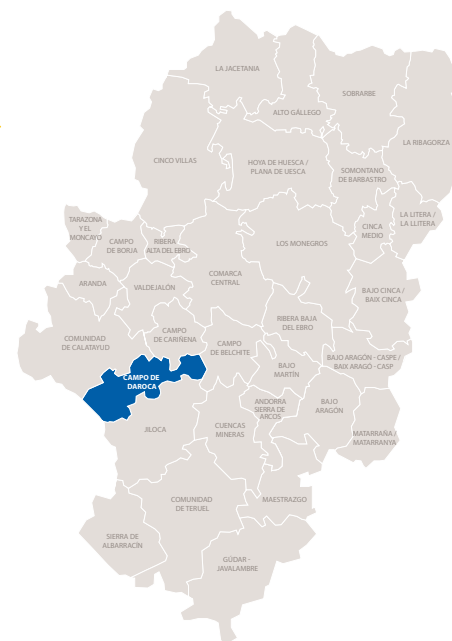 LA JACETANIA
SOBRARBE
ALTO GÁLLEGO
LA RIBAGORZA
CINCO VILLAS
HOYA DE HUESCA /
PLANA DE UESCA
SOMONTANO
DE BARBASTRO
TARAZONA
Y EL
MONCAYO
CAMPO
DE BORJA
RIBERA
ALTA DEL EBRO
LOS MONEGROS
CINCA
MEDIO
LA LITERA /
LA LLITERA
COMARCA
CENTRAL
ARANDA
VALDEJALÓN
BAJO CINCA /
BAIX CINCA
RIBERA BAJA
DEL EBRO
COMUNIDAD
DE CALATAYUD
CAMPO
DE CARIÑENA
CAMPO
DE BELCHITE
BAJO
MARTÍN
BAJO ARAGÓN - CASPE /
BAIX ARAGÓ - CASP
CAMPO DE
DAROCA
ANDORRA
SIERRA DE
ARCOS
BAJO
ARAGÓN
JILOCA
CUENCAS
MINERAS
MATARRAÑA /
MATARRANYA
COMUNIDAD
DE TERUEL
MAESTRAZGO
SIERRA DE
ALBARRACÍN
GÚDAR -
JAVALAMBRE